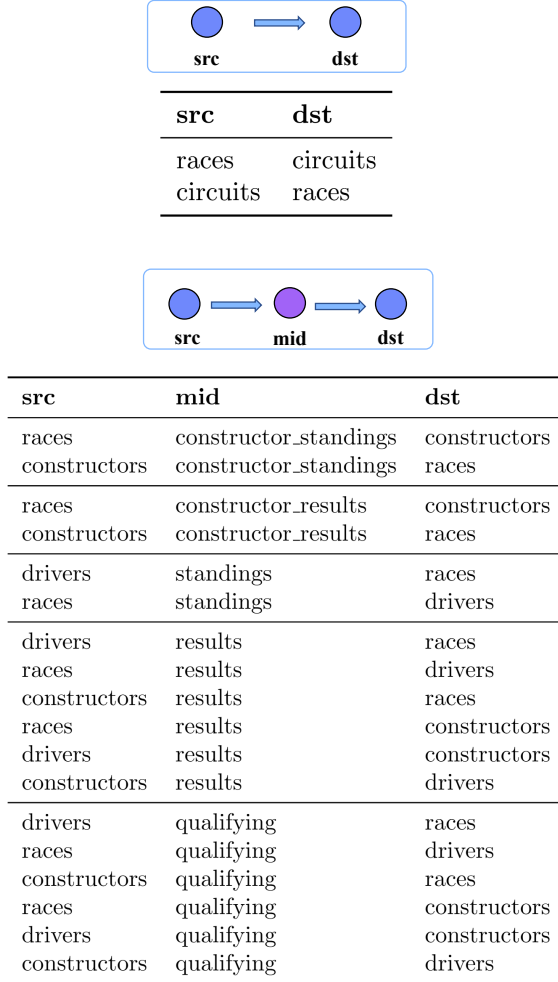 src dst
src dst
races circuits
circuits races
src mid dst
src mid dst
races constructor_standings constructors
constructors constructor_standings races
races constructor_results constructors
constructors constructor_results races
drivers standings races
races standings drivers
drivers results races
races results drivers
constructors results races
races results constructors
drivers results constructors
constructors results drivers
drivers qualifying races
races qualifying drivers
constructors qualifying races
races qualifying constructors
drivers qualifying constructors
constructors qualifying drivers